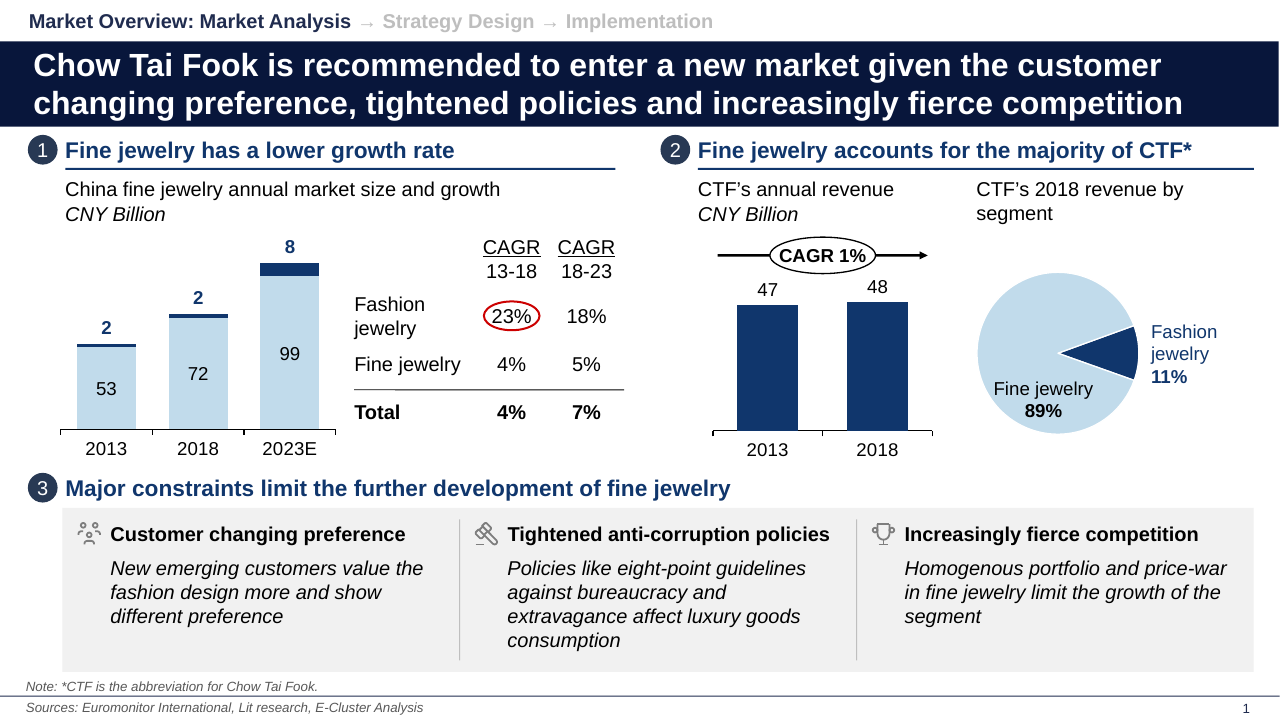 Market Overview: Market Analysis → Strategy Design → Implementation
Chow Tai Fook is recommended to enter a new market given the customer
changing preference, tightened policies and increasingly fierce competition
1 Fine jewelry has a lower growth rate
China fine jewelry annual market size and growth
CNY Billion
8
2
2
99
72
53
2013 2018 2023E
CAGR CAGR
13-18 18-23
Fashion
jewelry 23% 18%
Fine jewelry 4% 5%
Total 4% 7%
2 Fine jewelry accounts for the majority of CTF*
CTF's annual revenue
CNY Billion
CAGR 1%
47 48
2013 2018
CTF's 2018 revenue by
segment
Fashion
jewelry
11%
Fine jewelry
89%
3 Major constraints limit the further development of fine jewelry
Customer changing preference
New emerging customers value the
fashion design more and show
different preference
Tightened anti-corruption policies
Policies like eight-point guidelines
against bureaucracy and
extravagance affect luxury goods
consumption
Increasingly fierce competition
Homogenous portfolio and price-war
in fine jewelry limit the growth of the
segment
Note: *CTF is the abbreviation for Chow Tai Fook.
Sources: Euromonitor International, Lit research, E-Cluster Analysis
1